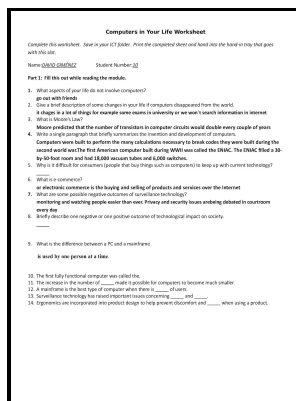 Computers in Your Life Worksheet
Complete this worksheet. Save in your ICT folder. Print the completed sheet and hand into the hand in tray that goes
with this slot.
Name:DAVID GIMÉNEZ Student Number:10
Part 1: Fill this out while reading the module.
1. What aspects of your life do not involve computers?
go out with friends
2. Give a brief description of some changes in your life if computers disappeared from the world.
it chages in a lot of things for example some exams in university or we won't search information in internet
3. What is Moore's Law?
Moore predicted that the number of transistors in computer circuits would double every couple of years
4. Write a single paragraph that briefly summarizes the invention and development of computers.
Computers were built to perform the many calculations necessary to break codes they were building during the
second world war.The first American computer built during WWII was called the ENIAC. The ENIAC filled a 30-
by-50-foot room and had 18,000 vacuum tubes and 6,000 switches.
5. Why is it difficult for consumers (people that buy things such as computers) to keep up with current technology?
_____
6. What is e-commerce?
or electronic commerce is the buying and selling of products and services over the Internet
7. What are some possible negative outcomes of surveillance technology?
monitoring and watching people easier than ever. Privacy and security issues arebeing debated in courtroom
every day
8. Briefly describe one negative or one positive outcome of technological impact on society.
_____
9. What is the difference between a PC and a mainframe
is used by one person at a time
10. The first fully functional computer was called the.
11. The increase in the number of _____ made it possible for computers to become much smaller.
12. A mainframe is the best type of computer when there is _____ of users.
13. Surveillance technology has raised important issues concerning _____ and _____.
14. Ergonomics are incorporated into product design to help prevent discomfort and _____ when using a product.